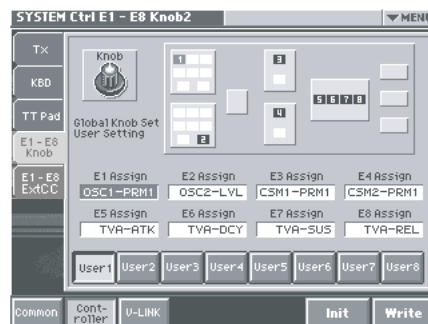 SYSTEM Ctrl E1 - E8 Knob2
MENU
Tx
KBD
TT Pad
E1 - E8
Knob
E1 - E8
ExtCC
Knob
Global Knob Set
User Setting
1
2
3
4
5 6 7 8
E1 Assign E2 Assign E3 Assign E4 Assign
OSC1-PRM1 OSC2-LVL CSM1-PRM1 CSM2-PRM1
E5 Assign E6 Assign E7 Assign E8 Assign
TVA-ATK TVA-DCY TVA-SUS TVA-REL
User1 User2 User3 User4 User5 User6 User7 User8
Common Cont-
roller V-LINK Init Write